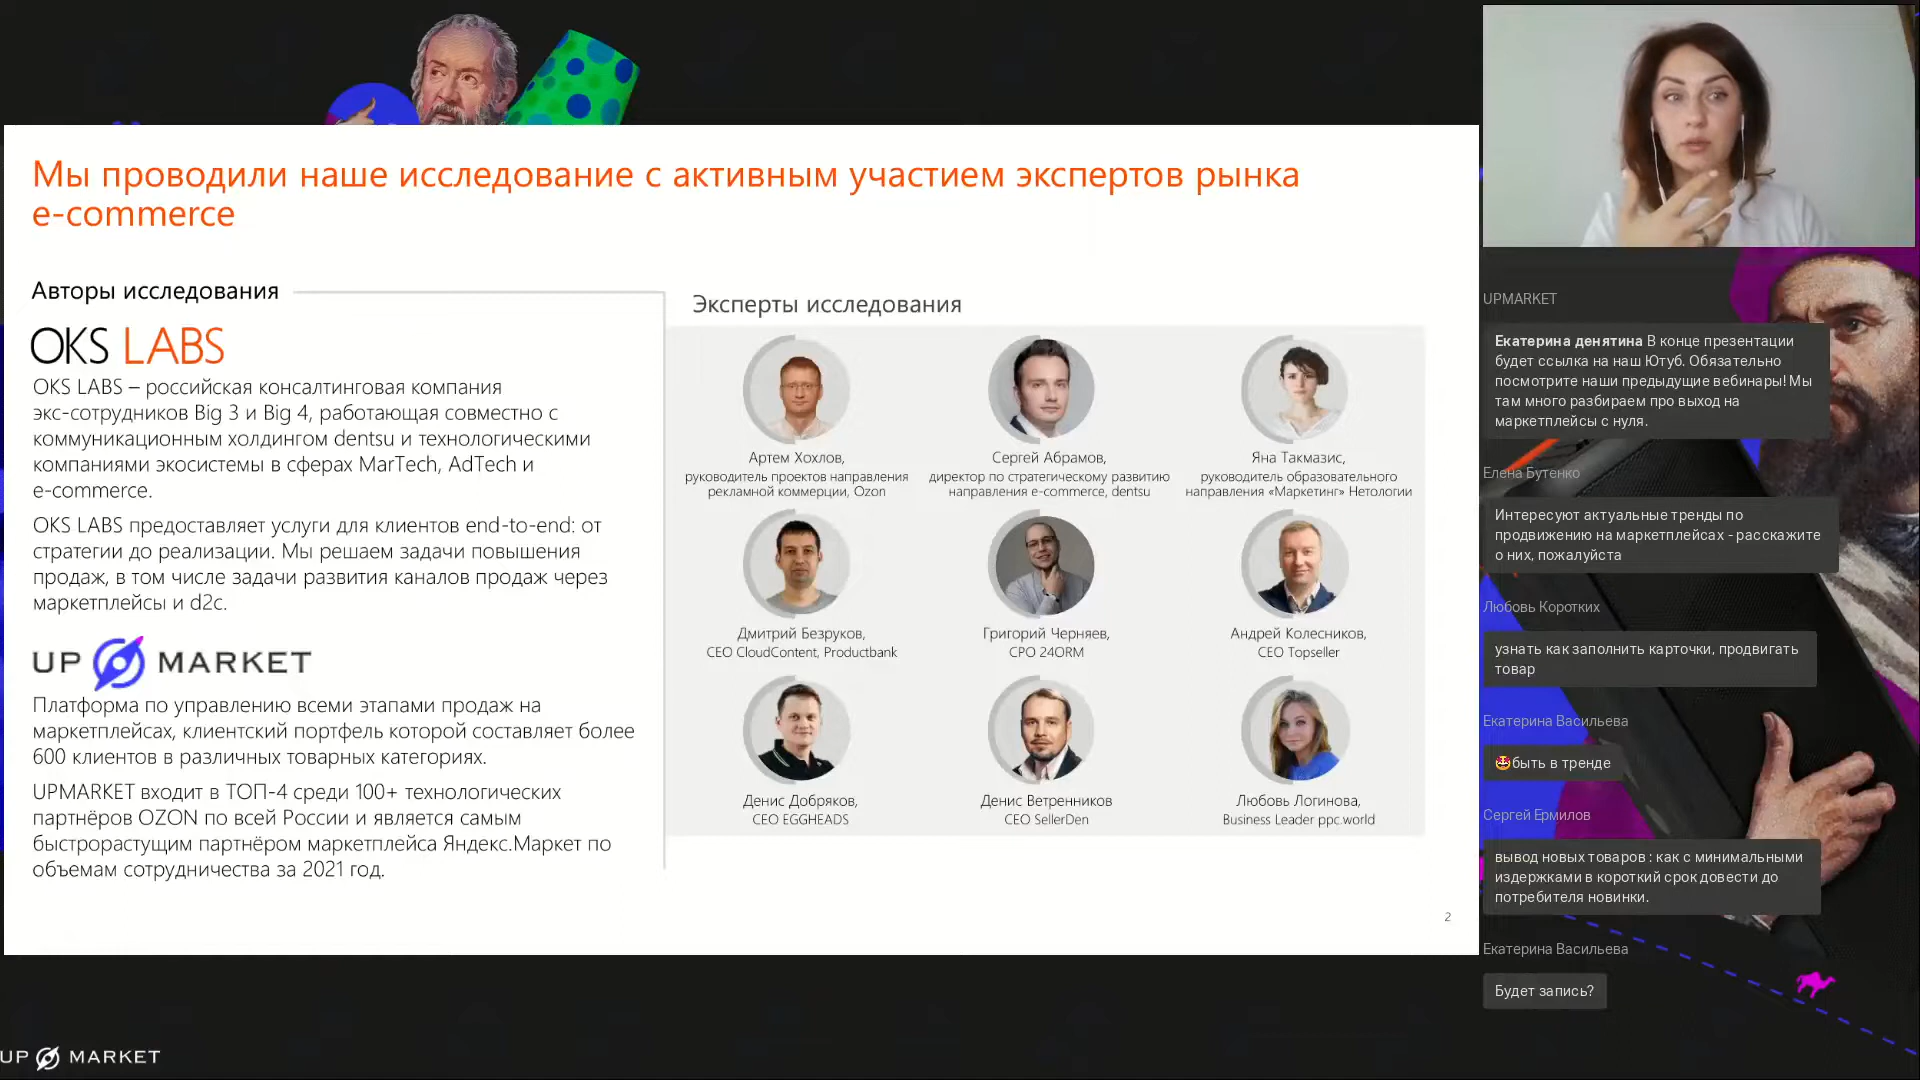 Мы проводили наше исследование с активным участием экспертов рынка
e-commerce
Авторы исследования
OKS LABS
OKS LABS – российская консалтинговая компания
экс-сотрудников Big 3 и Big 4, работающая совместно с
коммуникационным холдингом dentsu и технологическими
компаниями экосистемы в сферах MarTech, AdTech и
e-commerce.
OKS LABS предоставляет услуги для клиентов end-to-end: от
стратегии до реализации. Мы решаем задачи повышения
продаж, в том числе задачи развития каналов продаж через
маркетплейсы и d2c.
UP MARKET
Платформа по управлению всеми этапами продаж на
маркетплейсах, клиентский портфель которой составляет более
600 клиентов в различных товарных категориях.
UPMARKET входит в ТОП-4 среди 100+ технологических
партнёров OZON по всей России и является самым
быстрорастущим партнёром маркетплейса Яндекс.Маркет по
объемам сотрудничества за 2021 год.
Эксперты исследования
Артем Хохлов,
руководитель проектов направления
рекламной коммерции, Ozon
Сергей Абрамов,
директор по стратегическому развитию
направления e-commerce, dentsu
Яна Такмазис,
руководитель образовательного
направления «Маркетинг» Нетологии
Дмитрий Безруков,
CEO CloudContent, Productbank
Григорий Черняев,
CPO 24ORM
Андрей Колесников,
CEO Topseller
Денис Добряков,
CEO EGGHEADS
Денис Ветренников
CEO SellerDen
Любовь Логинова,
Business Leader ppc.world
2
UPMARKET
Екатерина денятина В конце презентации
будет ссылка на наш Ютуб. Обязательно
посмотрите наши предыдущие вебинары! Мы
там много разбираем про выход на
маркетплейсы с нуля.
Елена Бутенко
Интересуют актуальные тренды по
продвижению на маркетплейсах - расскажите
о них, пожалуйста
Любовь Коротких
узнать как заполнить карточки, продвигать
товар
Екатерина Васильева
🤩быть в тренде
Сергей Ермилов
вывод новых товаров : как с минимальными
издержками в короткий срок довести до
потребителя новинки.
Екатерина Васильева
Будет запись?
UP MARKET